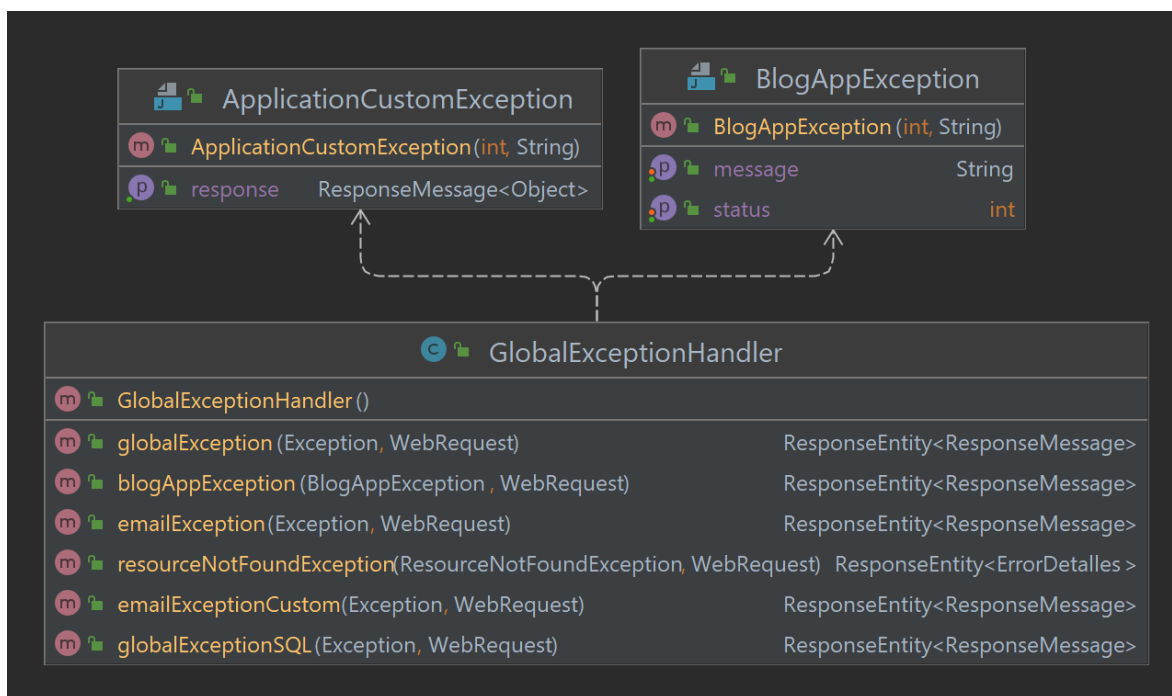 ApplicationCustomException
ApplicationCustomException(int, String)
response ResponseMessage<Object>
BlogAppException
BlogAppException(int, String)
message String
status int
GlobalExceptionHandler
GlobalExceptionHandler()
globalException(Exception, WebRequest) ResponseEntity<ResponseMessage>
blogAppException(BlogAppException, WebRequest) ResponseEntity<ResponseMessage>
emailException(Exception, WebRequest) ResponseEntity<ResponseMessage>
resourceNotFoundException(ResourceNotFoundException, WebRequest) ResponseEntity<ErrorDetalles>
emailExceptionCustom(Exception, WebRequest) ResponseEntity<ResponseMessage>
globalExceptionSQL(Exception, WebRequest) ResponseEntity<ResponseMessage>